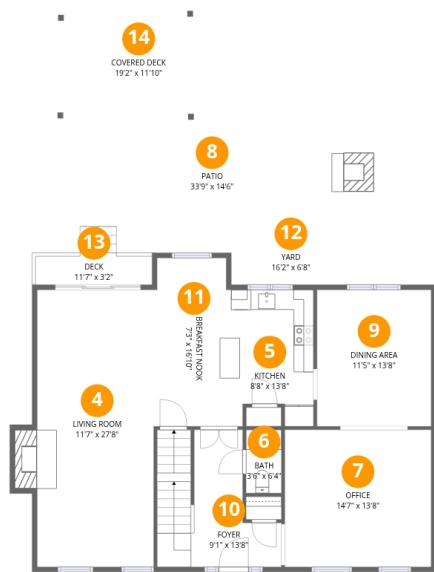 14
COVERED DECK
19'2" x 11'10"
8
PATIO
33'9" x 14'6"
12
YARD
16'2" x 6'8"
13
DECK
11'7" x 3'2"
11
BREAKFAST NOOK
7'3" x 16'10"
9
DINING AREA
11'5" x 13'8"
5
KITCHEN
8'8" x 13'8"
4
LIVING ROOM
11'7" x 27'8"
6
BATH
3'6" x 6'4"
7
OFFICE
14'7" x 13'8"
10
FOYER
9'1" x 13'8"